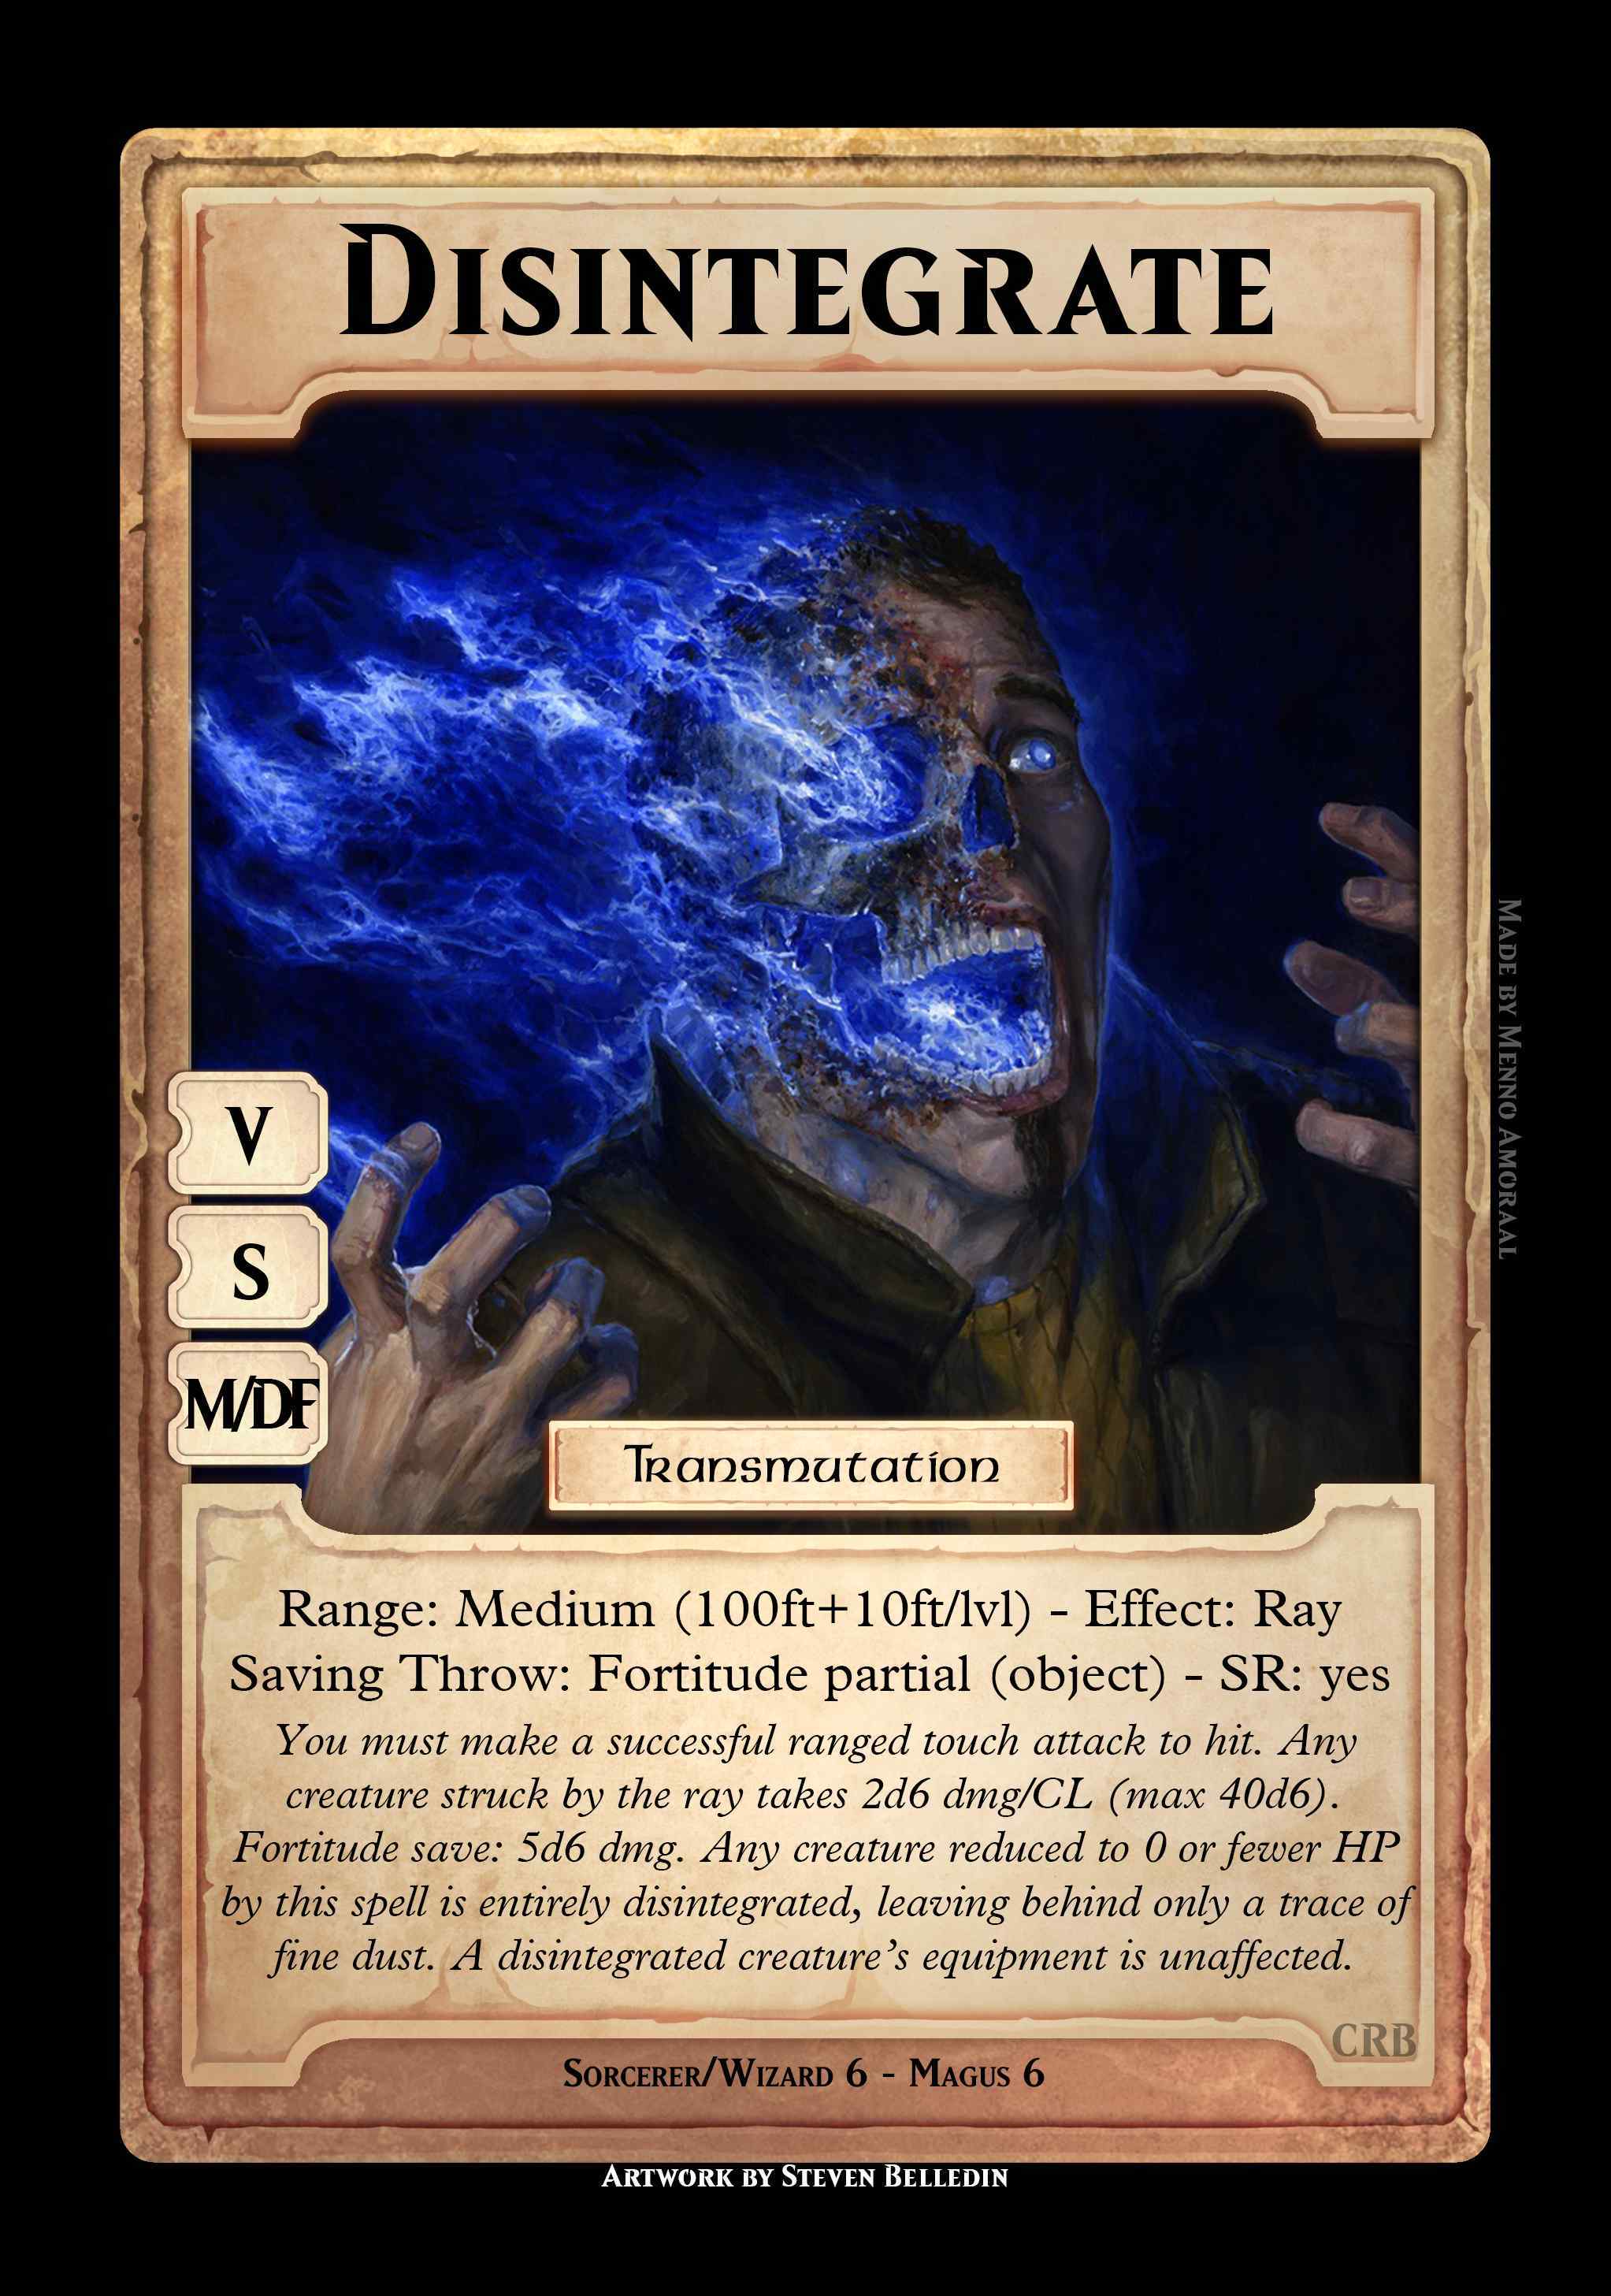 Disintegrate
V
S
M/DF
Transmutation
Range: Medium (100ft+10ft/lvl) - Effect: Ray
Saving Throw: Fortitude partial (object) - SR: yes
You must make a successful ranged touch attack to hit. Any
creature struck by the ray takes 2d6 dmg/CL (max 40d6).
Fortitude save: 5d6 dmg. Any creature reduced to 0 or fewer HP
by this spell is entirely disintegrated, leaving behind only a trace of
fine dust. A disintegrated creature's equipment is unaffected.
CRB
Sorcerer/Wizard 6 - Magus 6
Artwork by Steven Belledin
Made by Menno Amoraal